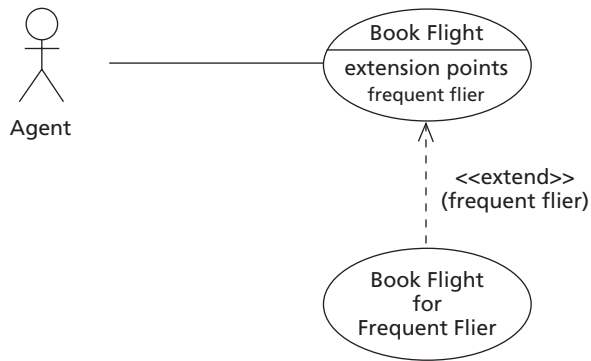 Book Flight
extension points
frequent flier
Agent
<<extend>>
(frequent flier)
Book Flight
for
Frequent Flier